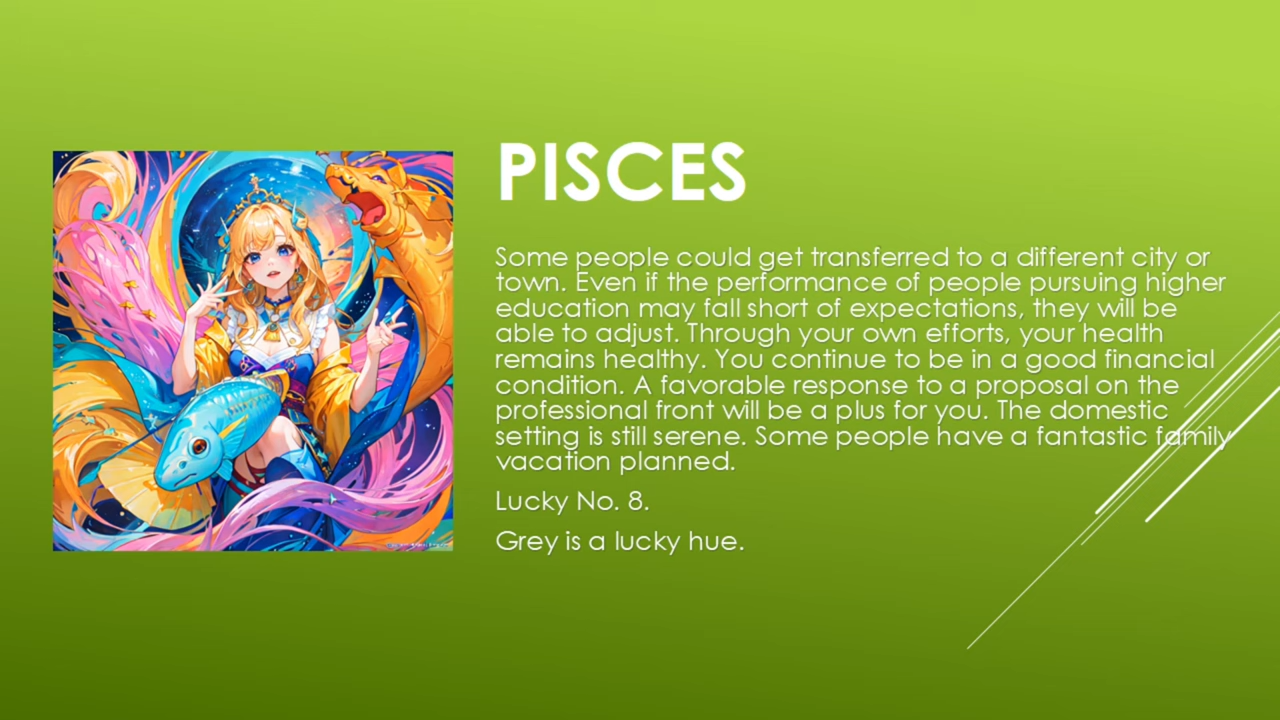 PISCES
Some people could get transferred to a different city or
town. Even if the performance of people pursuing higher
education may fall short of expectations, they will be
able to adjust. Through your own efforts, your health
remains healthy. You continue to be in a good financial
condition. A favorable response to a proposal on the
professional front will be a plus for you. The domestic
setting is still serene. Some people have a fantastic family
vacation planned.
Lucky No. 8.
Grey is a lucky hue.